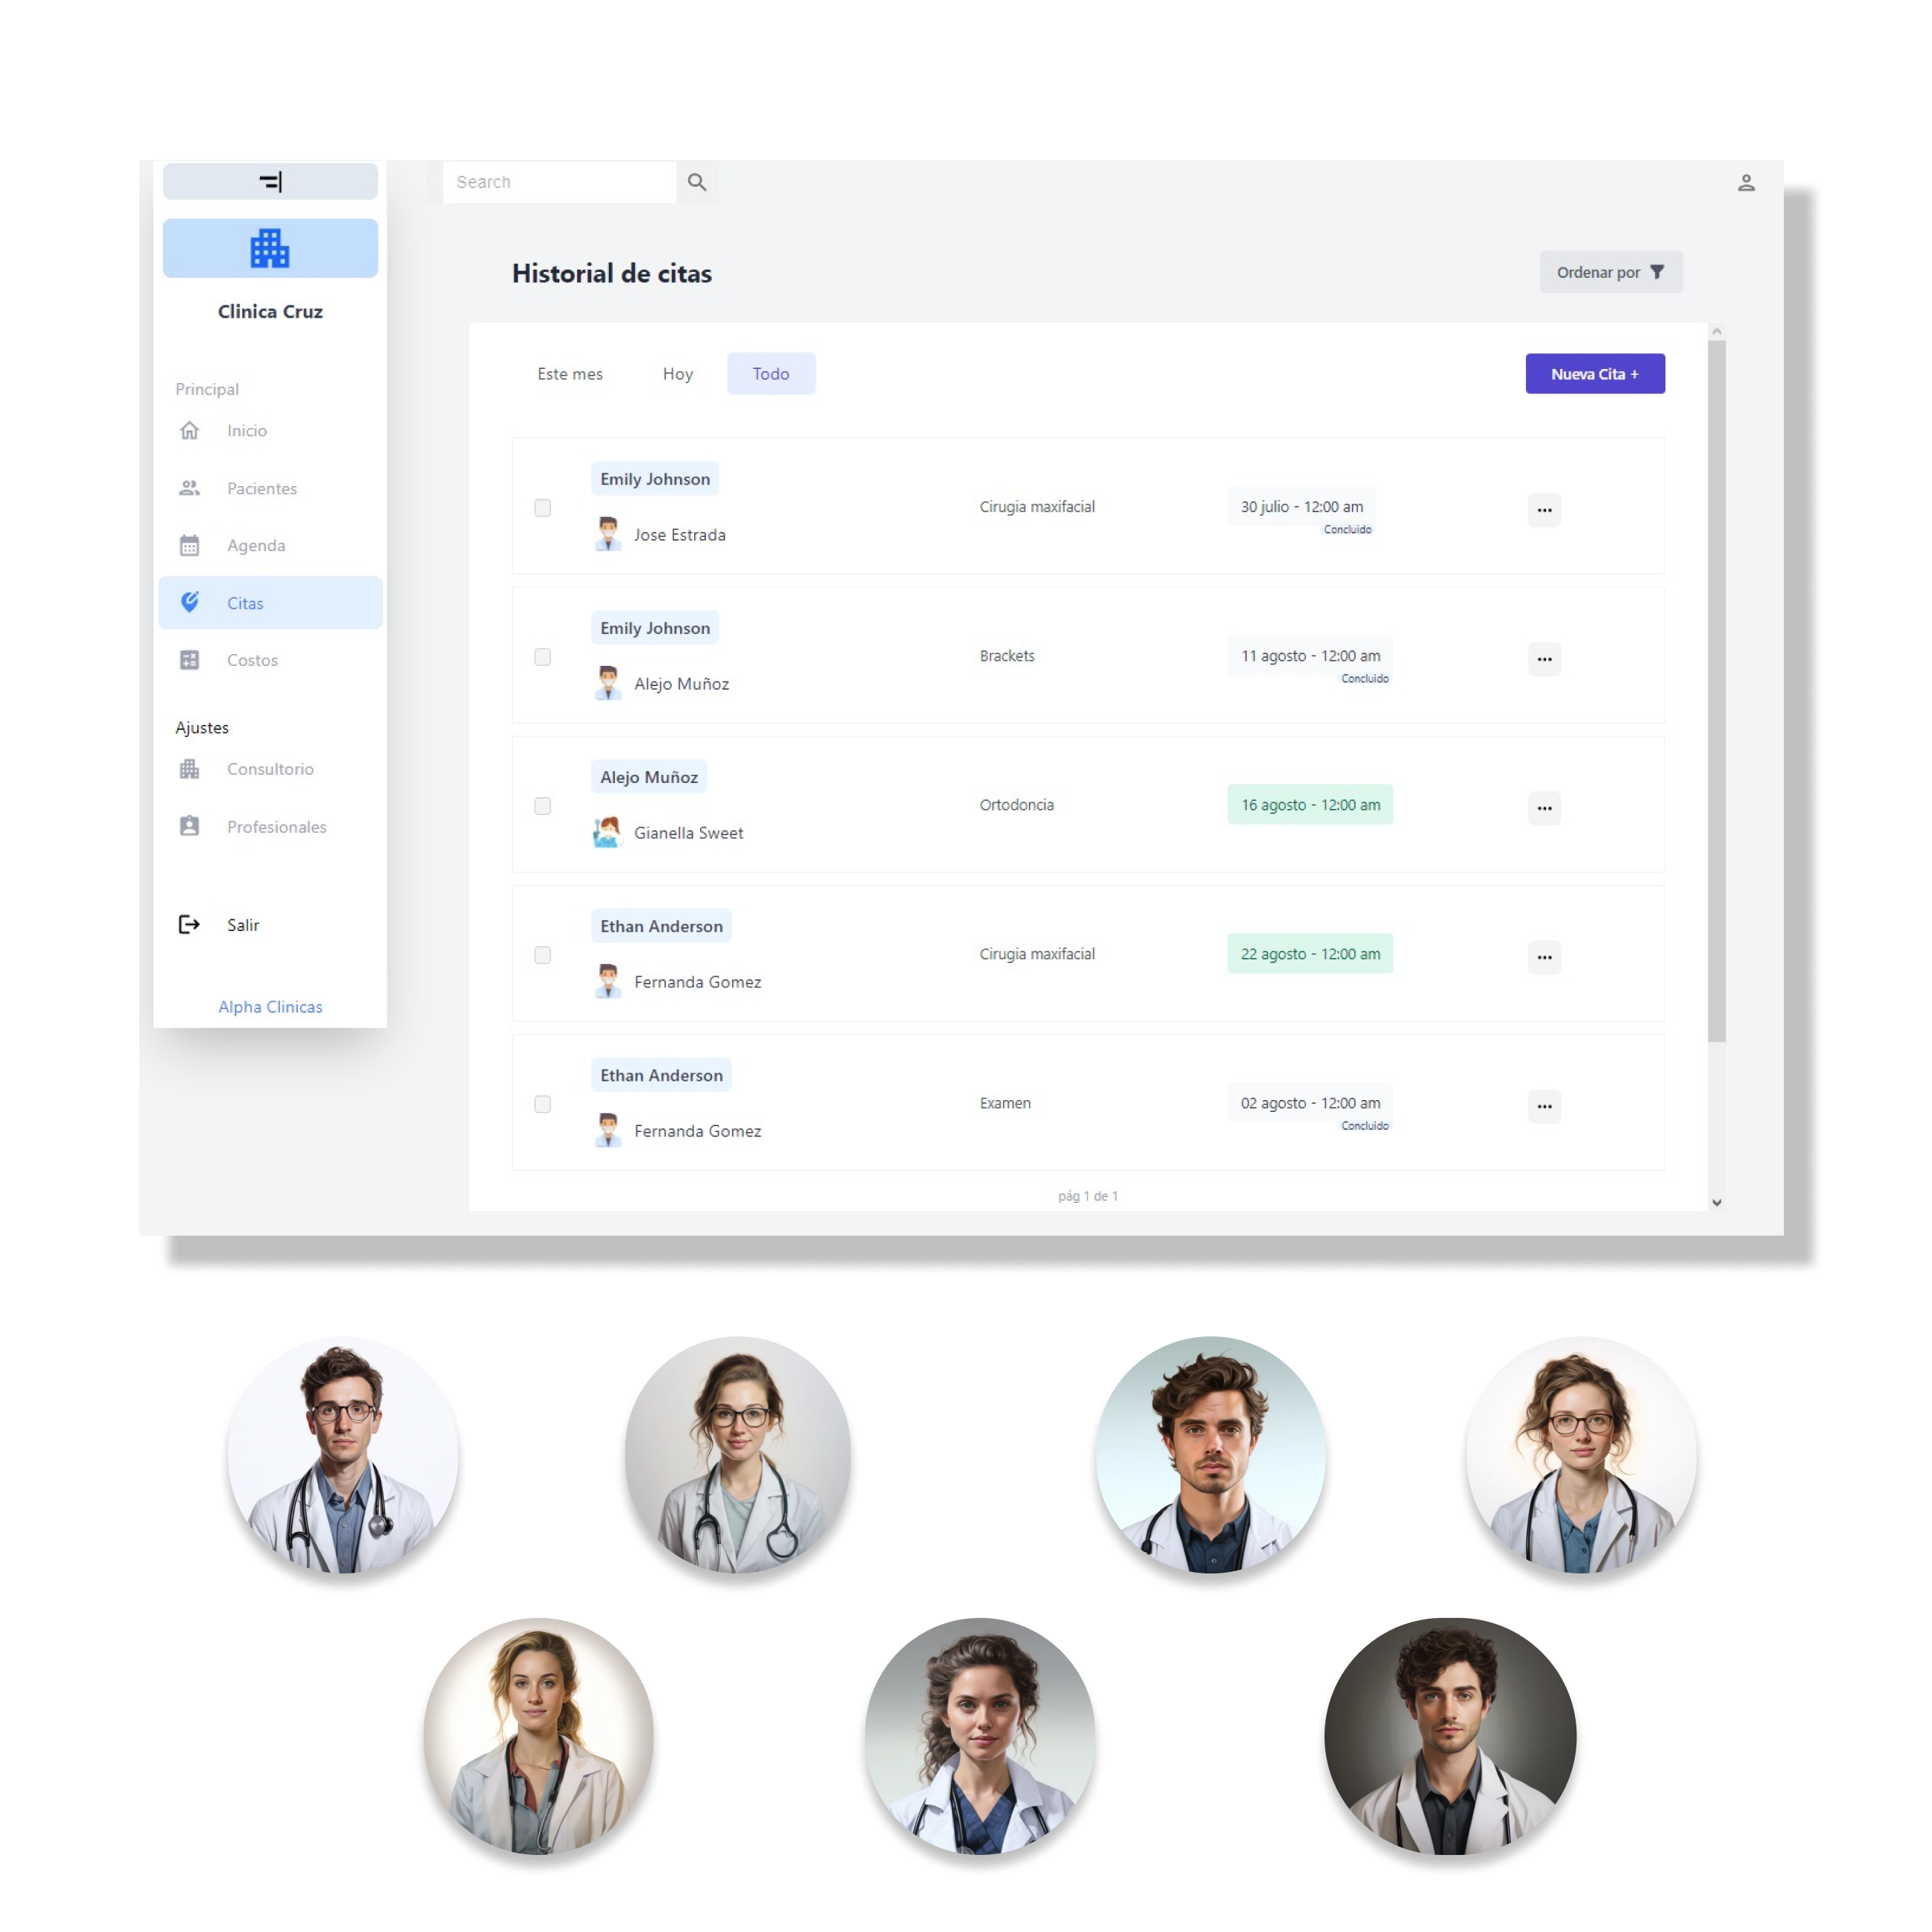 Search
Clinica Cruz
Principal
Inicio
Pacientes
Agenda
Citas
Costos
Ajustes
Consultorio
Profesionales
Salir
Alpha Clinicas
Historial de citas
Ordenar por
Este mes
Hoy
Todo
Nueva Cita +
Emily Johnson
Jose Estrada
Cirugia maxifacial
30 julio - 12:00 am
Concluido
Emily Johnson
Alejo Muñoz
Brackets
11 agosto - 12:00 am
Concluido
Alejo Muñoz
Gianella Sweet
Ortodoncia
16 agosto - 12:00 am
Ethan Anderson
Fernanda Gomez
Cirugia maxifacial
22 agosto - 12:00 am
Ethan Anderson
Fernanda Gomez
Examen
02 agosto - 12:00 am
Concluido
pág 1 de 1